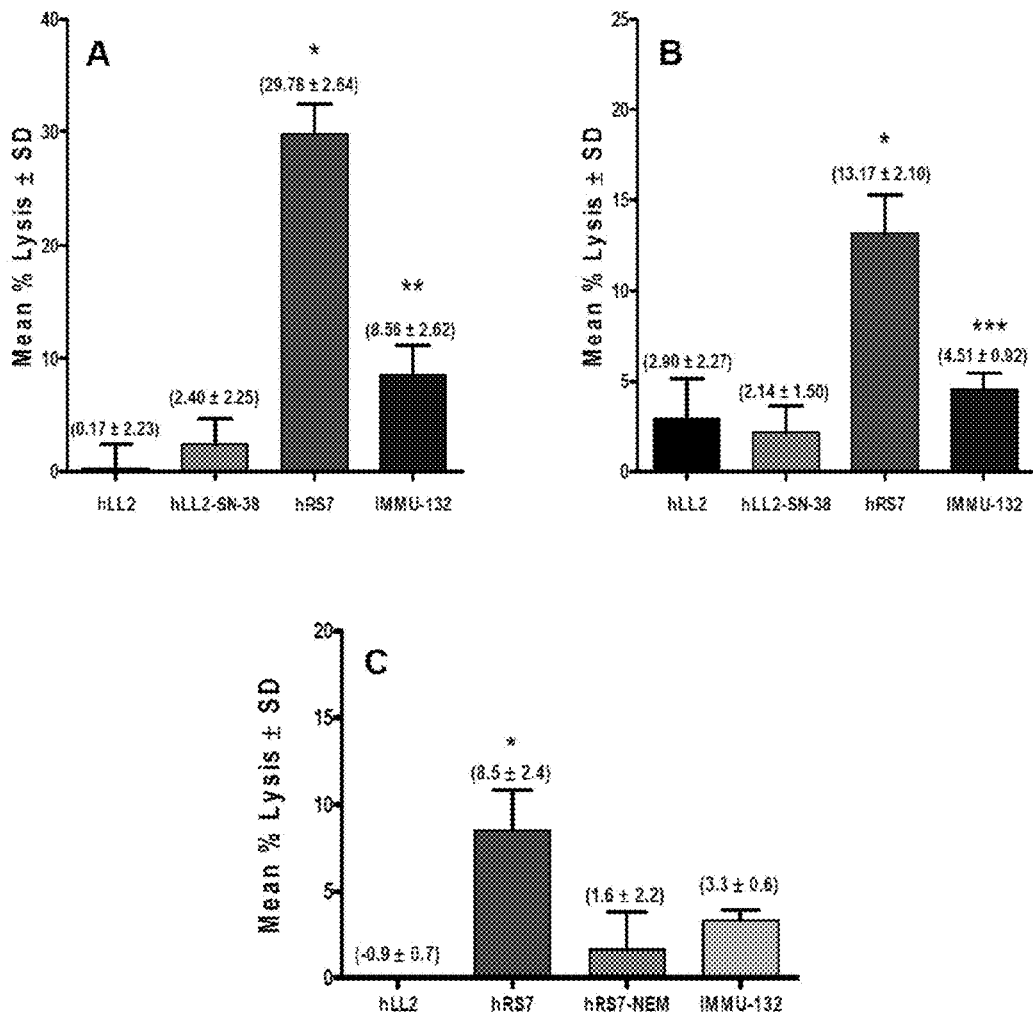 A
Mean % Lysis ± SD
40
30
20
10
0
*
(29.78 ± 2.64)
**
(8.56 ± 2.62)
(2.40 ± 2.25)
(0.17 ± 2.23)
hLL2 hLL2-SN-38 hRS7 IMMU-132
B
Mean % Lysis ± SD
25
20
15
10
5
0
*
(13.17 ± 2.10)
***
(2.90 ± 2.27)
(4.51 ± 0.92)
(2.14 ± 1.50)
hLL2 hLL2-SN-38 hRS7 IMMU-132
C
Mean % Lysis ± SD
20
15
10
5
0
*
(8.5 ± 2.4)
(1.6 ± 2.2)
(3.3 ± 0.6)
(-0.9 ± 0.7)
hLL2 hRS7 hRS7-NEM IMMU-132